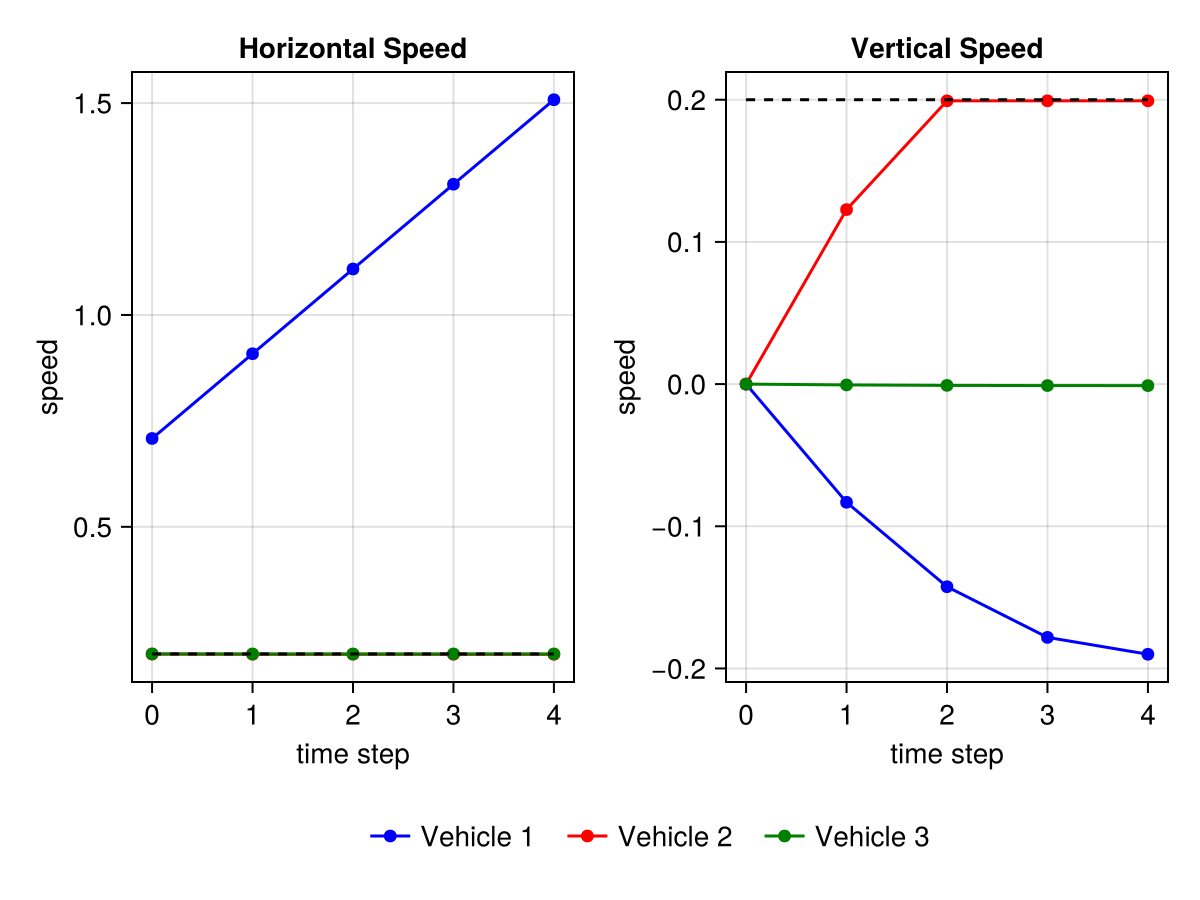 Horizontal Speed
1.5
1.0
0.5
speed
0 1 2 3 4
time step
Vertical Speed
0.2
0.1
0.0
−0.1
−0.2
speed
0 1 2 3 4
time step
Vehicle 1 Vehicle 2 Vehicle 3